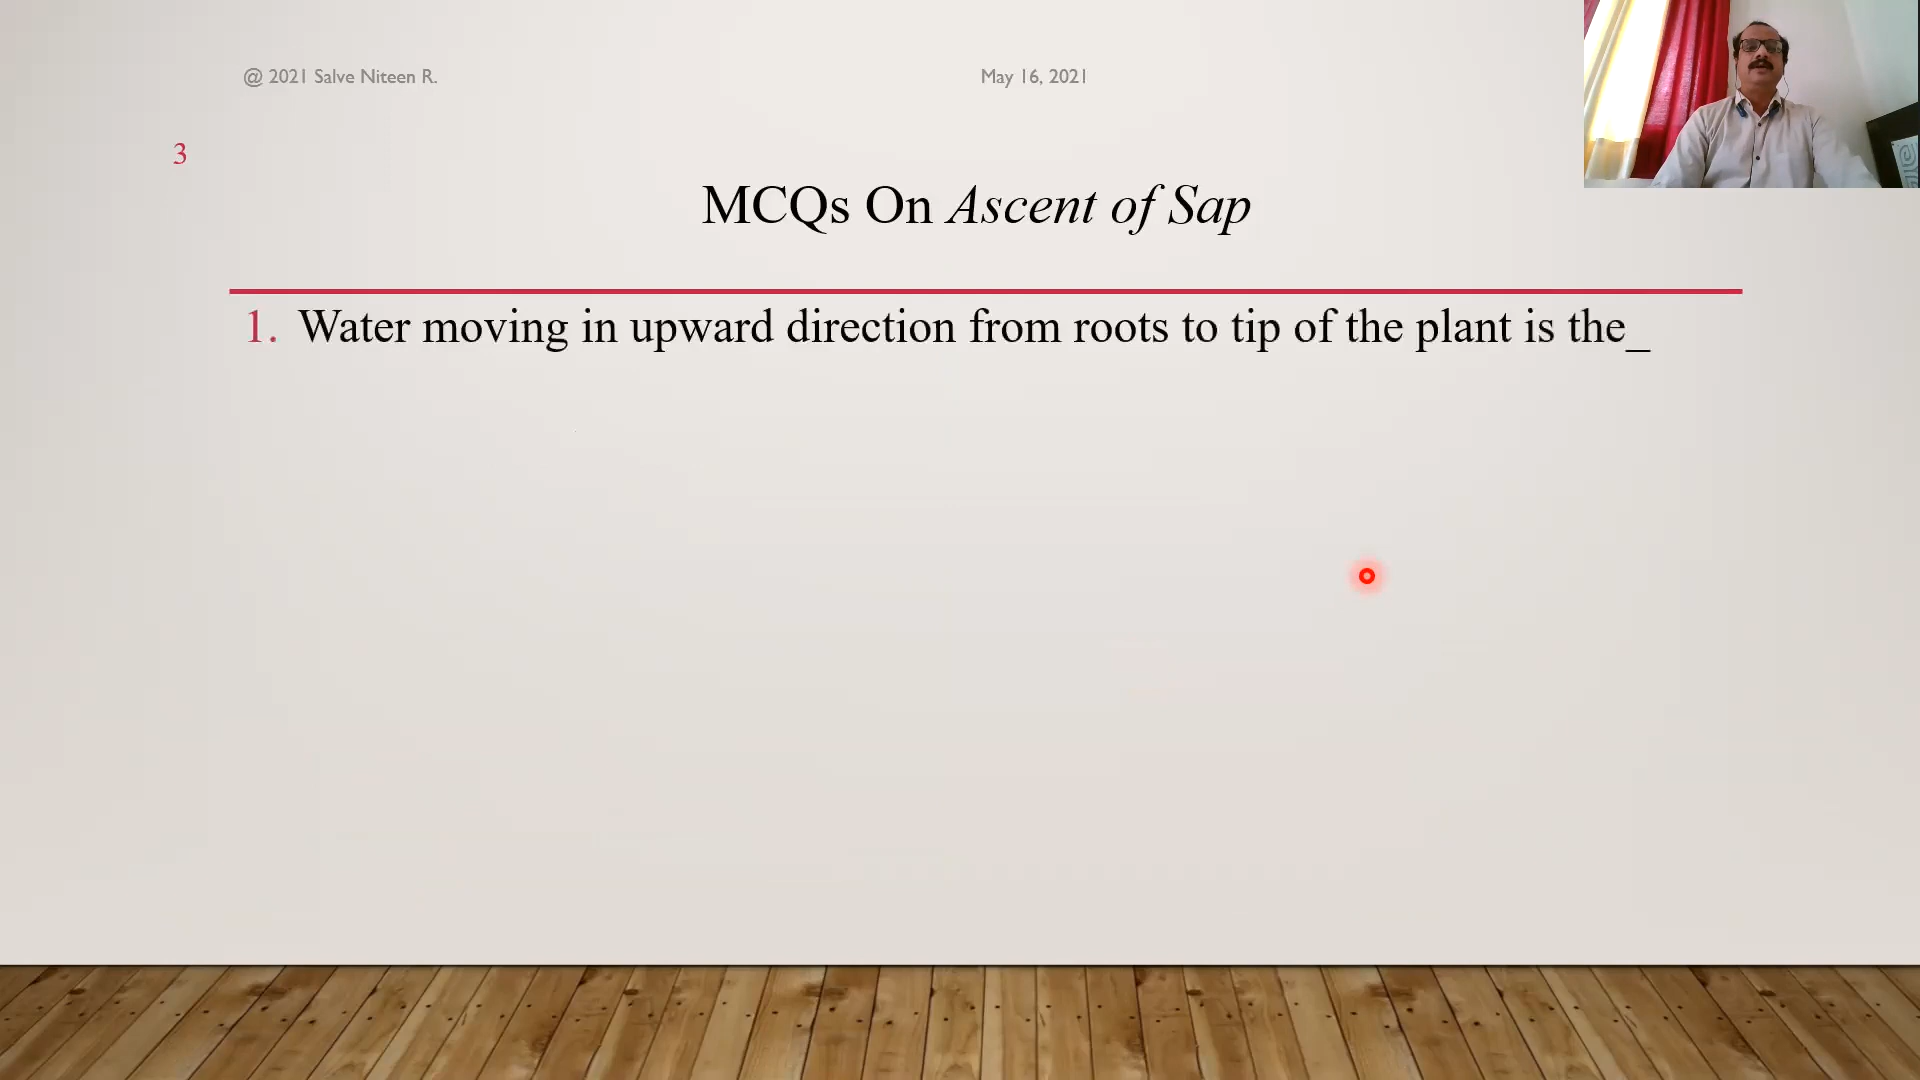 @ 2021 Salve Niteen R.
May 16, 2021
3
MCQs On Ascent of Sap
1. Water moving in upward direction from roots to tip of the plant is the_